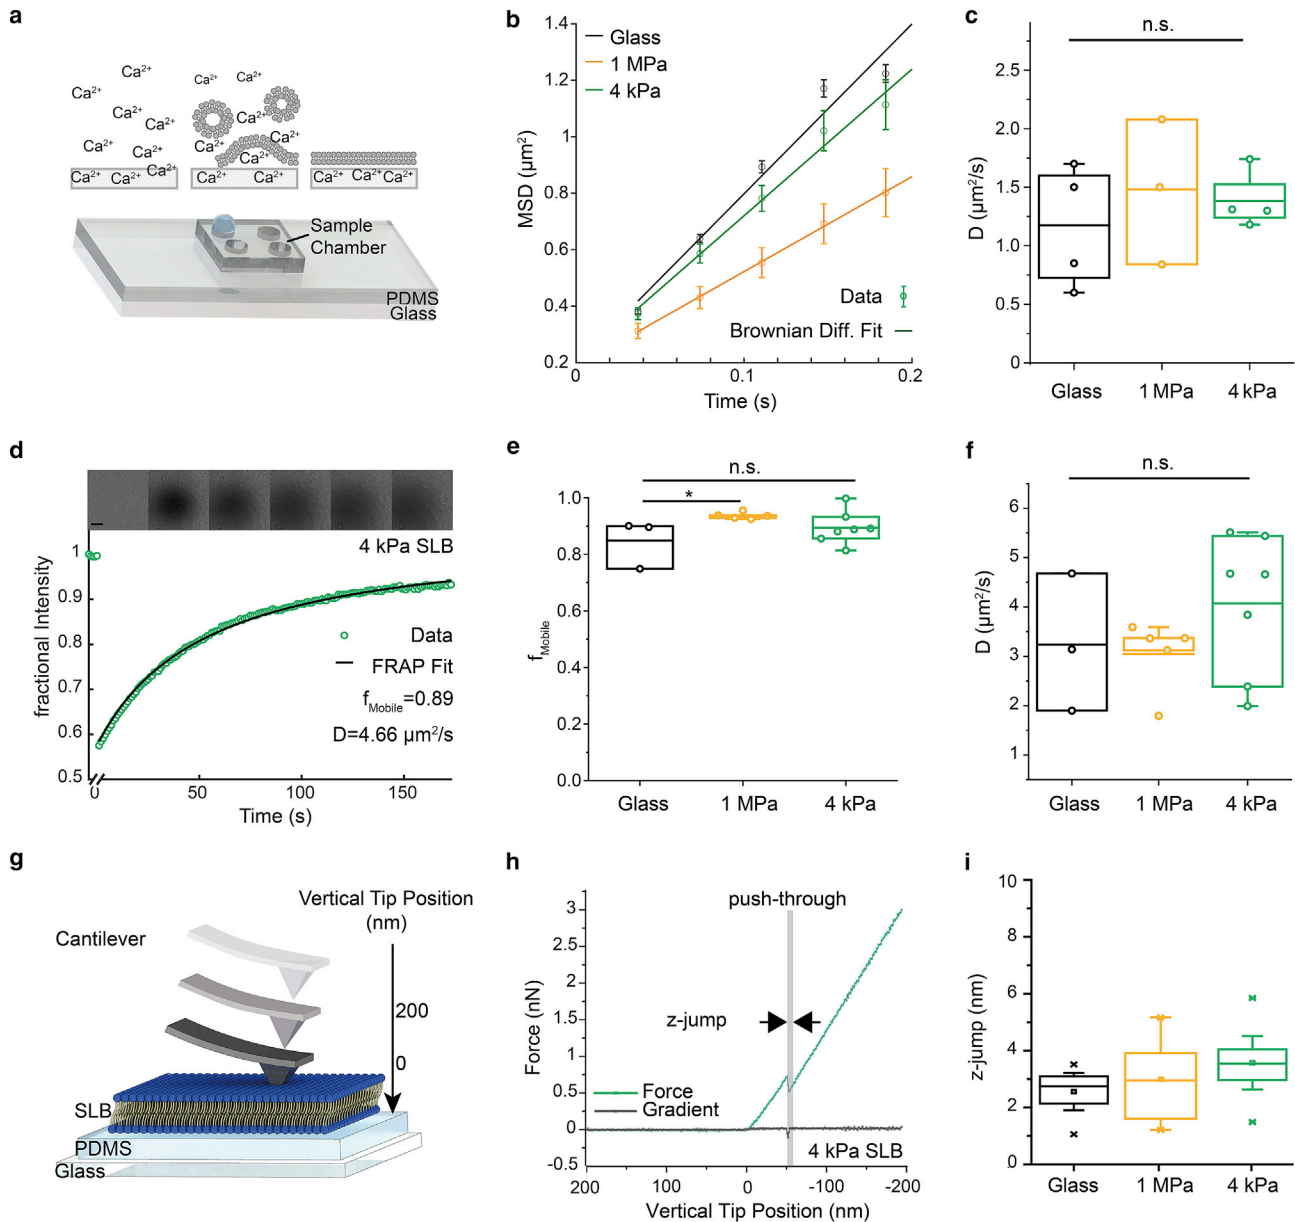 a
Ca²⁺
Ca²⁺
Ca²⁺
Ca²⁺
Ca²⁺
Ca²⁺
Ca²⁺
Ca²⁺ Ca²⁺ Ca²⁺
Ca²⁺ Ca²⁺
Ca²⁺
Ca²⁺
Ca²⁺
Ca²⁺
Ca²⁺ Ca²⁺
Ca²⁺ Ca²⁺ Ca²⁺
Sample
Chamber
PDMS
Glass
b
Glass
1 MPa
4 kPa
Data
Brownian Diff. Fit
MSD (µm²)
1.4
1.2
1
0.8
0.6
0.4
0.2
0 0.1 0.2
Time (s)
c
n.s.
D (µm²/s)
2.5
2.0
1.5
1.0
0.5
0
Glass 1 MPa 4 kPa
d
4 kPa SLB
fractional Intensity
1
0.9
0.8
0.7
0.6
0.5
Data
FRAP Fit
fMobile=0.89
D=4.66 µm²/s
0 50 100 150
Time (s)
e
n.s.
*
fMobile
1.0
0.8
0.6
0.4
0.2
0.0
Glass 1 MPa 4 kPa
f
n.s.
D (µm²/s)
6
5
4
3
2
1
Glass 1 MPa 4 kPa
g
Vertical Tip Position
(nm)
Cantilever
200
0
SLB
PDMS
Glass
h
push-through
z-jump
Force (nN)
3
2.5
2
1.5
1
0.5
0
-0.5
Force
Gradient
4 kPa SLB
200 100 0 -100 -200
Vertical Tip Position (nm)
i
z-jump (nm)
10
8
6
4
2
0
Glass 1 MPa 4 kPa